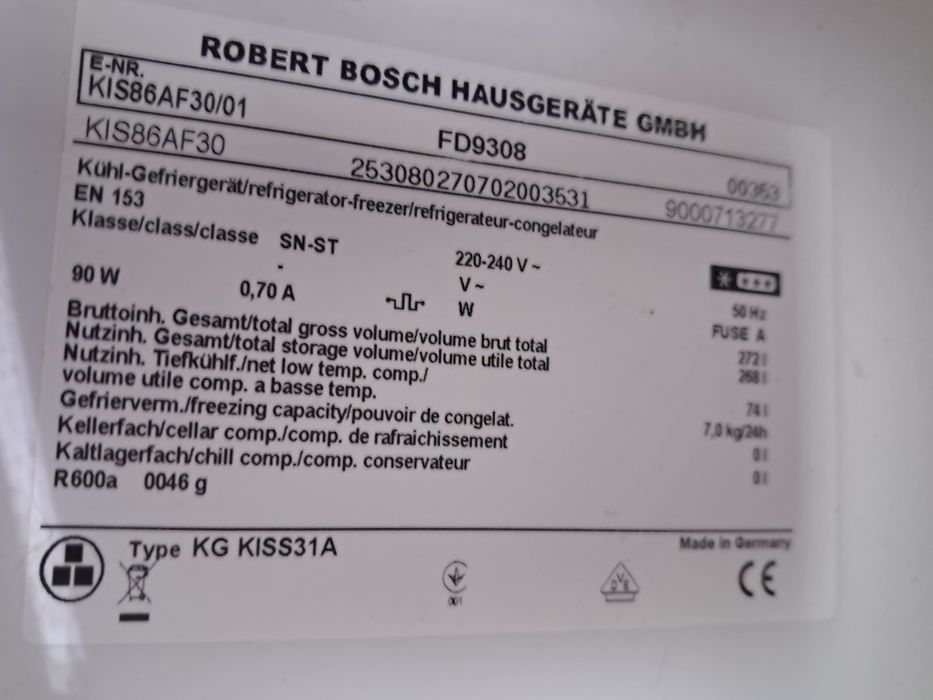 ROBERT BOSCH HAUSGERÄTE GMBH
E-NR.
KIS86AF30/01 FD9308 00353
KIS86AF30 253080270702003531 9000713277
Kühl-Gefriergerät/refrigerator-freezer/refrigerateur-congelateur
EN 153
Klasse/class/classe SN-ST 220-240 V ~
- V ~ 50 Hz
90 W 0,70 A W FUSE A
Bruttoinh. Gesamt/total gross volume/volume brut total 272 l
Nutzinh. Gesamt/total storage volume/volume utile total 268 l
Nutzinh. Tiefkühlf./net low temp. comp./
volume utile comp. a basse temp. 74 l
Gefrierverm./freezing capacity/pouvoir de congelat. 7,0 kg/24h
Kellerfach/cellar comp./comp. de rafraichissement 0 l
Kaltlagerfach/chill comp./comp. conservateur 0 l
R600a 0046 g
Type KG KISS31A Made in Germany
001 DVE CE